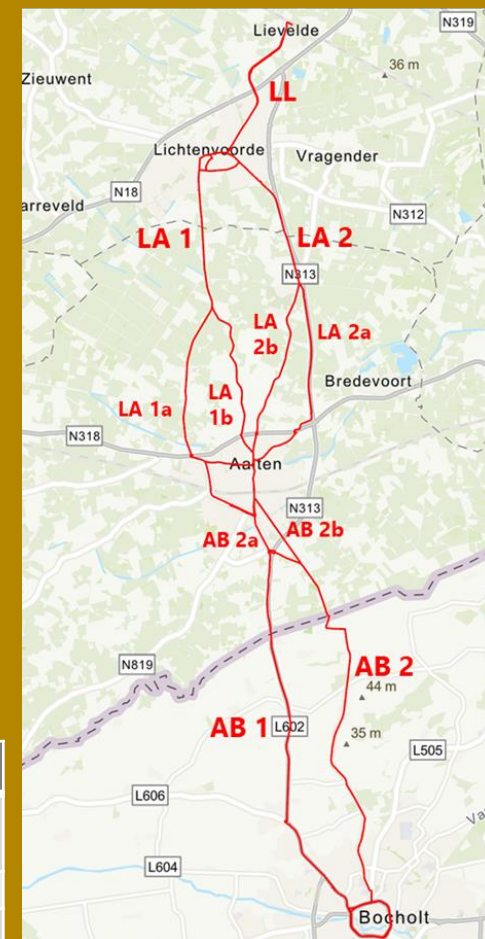 Lievelde
N319
Zieuwent
36 m
LL
Lichtenvoorde
Vragender
N18
arreveld
N312
LA 1
LA 2
N313
LA
2b
LA 2a
LA
1b
Bredevoort
LA 1a
N318
Aalten
N313
AB 2a
AB 2b
N819
AB 2
44 m
AB 1
L602
35 m
L505
L606
Va
L604
Bocholt